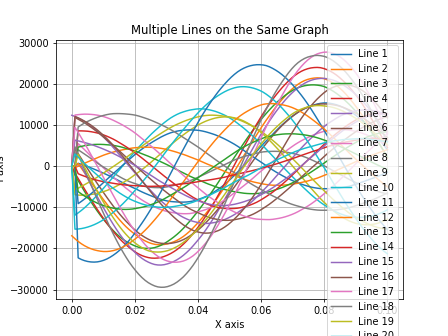 Multiple Lines on the Same Graph
30000
20000
10000
0
−10000
−20000
−30000
0.00
0.02
0.04
0.06
0.08
X axis
Line 1
Line 2
Line 3
Line 4
Line 5
Line 6
Line 7
Line 8
Line 9
Line 10
Line 11
Line 12
Line 13
Line 14
Line 15
Line 16
Line 17
Line 18
Line 19
Line 20